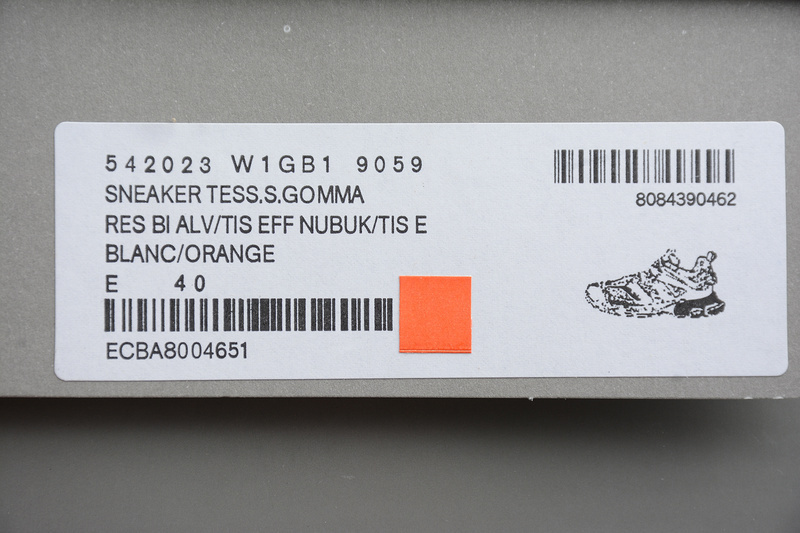 542023 W1GB1 9059
SNEAKER TESS.S.GOMMA
RES BI ALV/TIS EFF NUBUK/TIS E
BLANC/ORANGE
E 40
ECBA8004651
8084390462